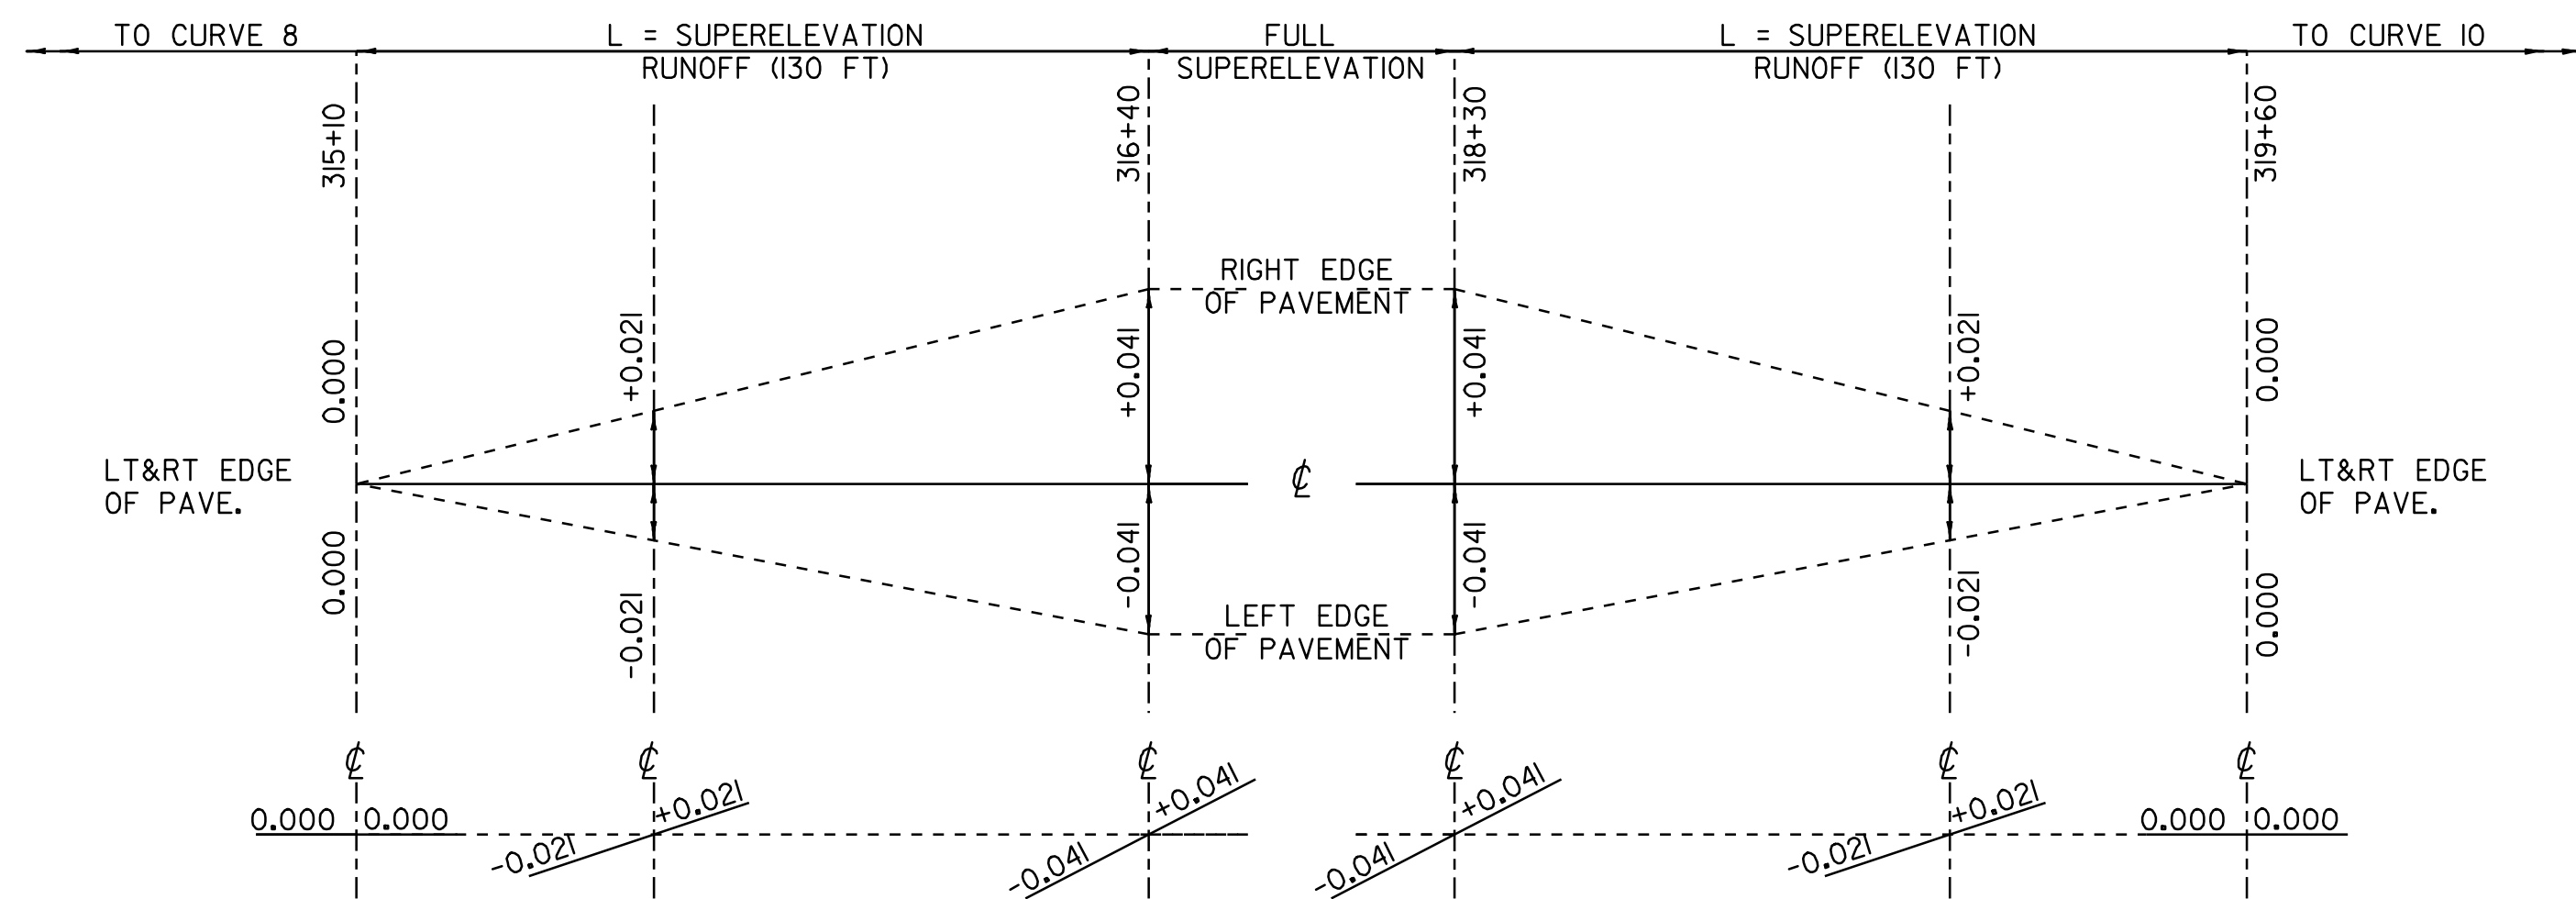 TO CURVE 8
L = SUPERELEVATION
RUNOFF (130 FT)
FULL
SUPERELEVATION
L = SUPERELEVATION
RUNOFF (130 FT)
TO CURVE 10
315+10
316+40
318+30
319+60
RIGHT EDGE
OF PAVEMENT
0.000
+0.021
+0.041
+0.041
+0.021
0.000
LT&RT EDGE
OF PAVE.
℄
LT&RT EDGE
OF PAVE.
0.000
-0.021
-0.041
-0.041
-0.021
0.000
LEFT EDGE
OF PAVEMENT
℄ ℄ ℄ ℄ ℄ ℄
0.000 0.000
-0.021 +0.021
-0.041 +0.041
-0.041 +0.041
-0.021 +0.021
0.000 0.000